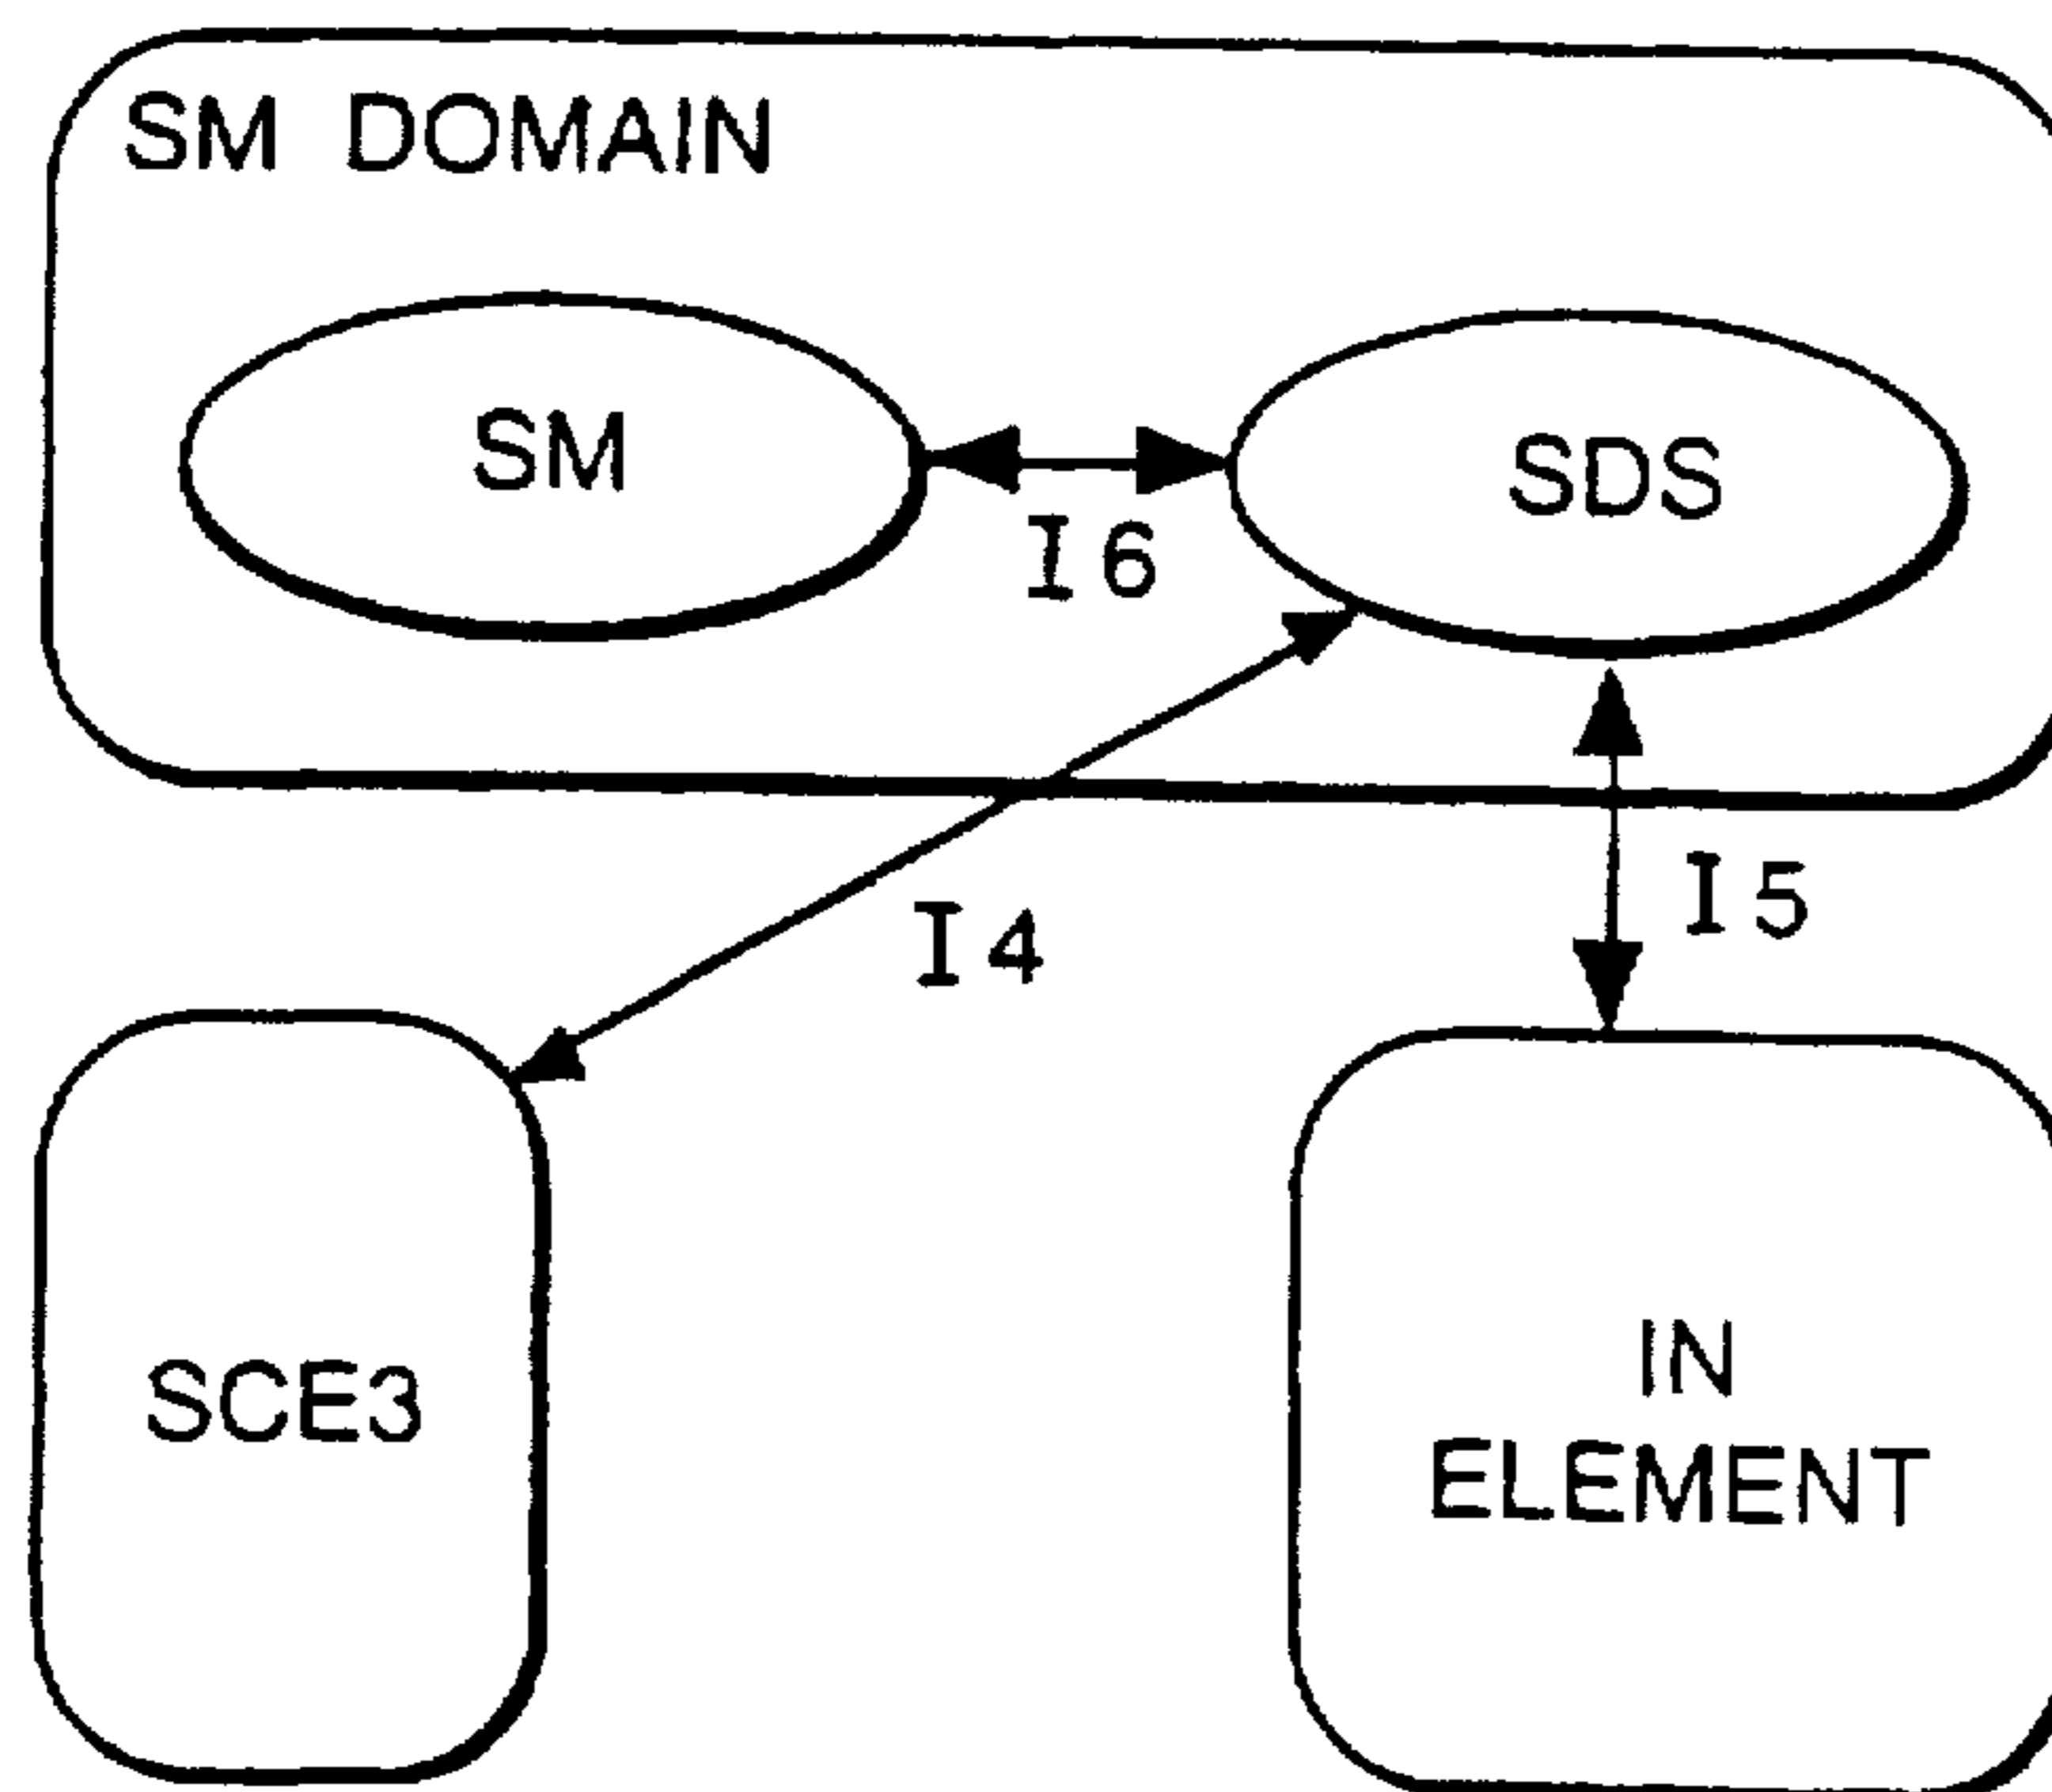 SM DOMAIN
SM
SDS
I6
I4
I5
SCE3
IN
ELEMENT